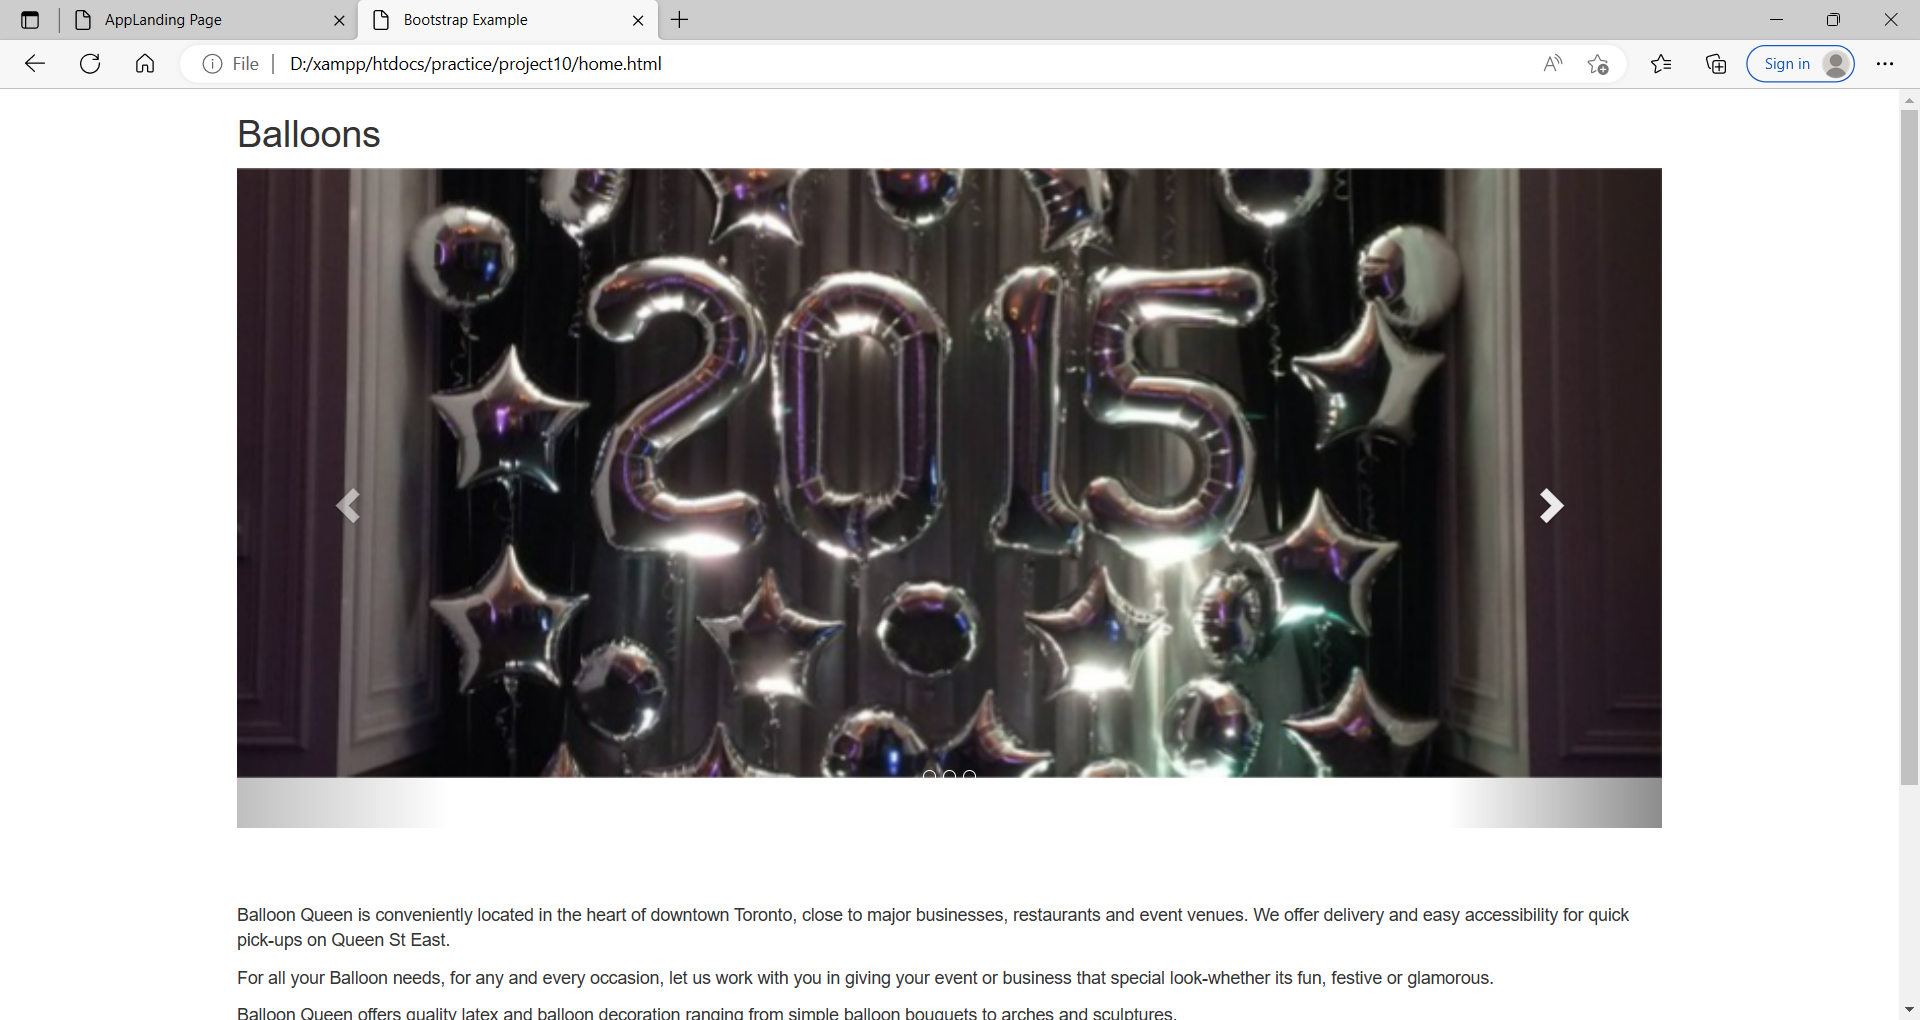 AppLanding Page
Bootstrap Example
File
D:/xampp/htdocs/practice/project10/home.html
Sign in
Balloons
2015
Balloon Queen is conveniently located in the heart of downtown Toronto, close to major businesses, restaurants and event venues. We offer delivery and easy accessibility for quick
pick-ups on Queen St East.
For all your Balloon needs, for any and every occasion, let us work with you in giving your event or business that special look-whether its fun, festive or glamorous.
Balloon Queen offers quality latex and balloon decoration ranging from simple balloon bouquets to arches and sculptures.